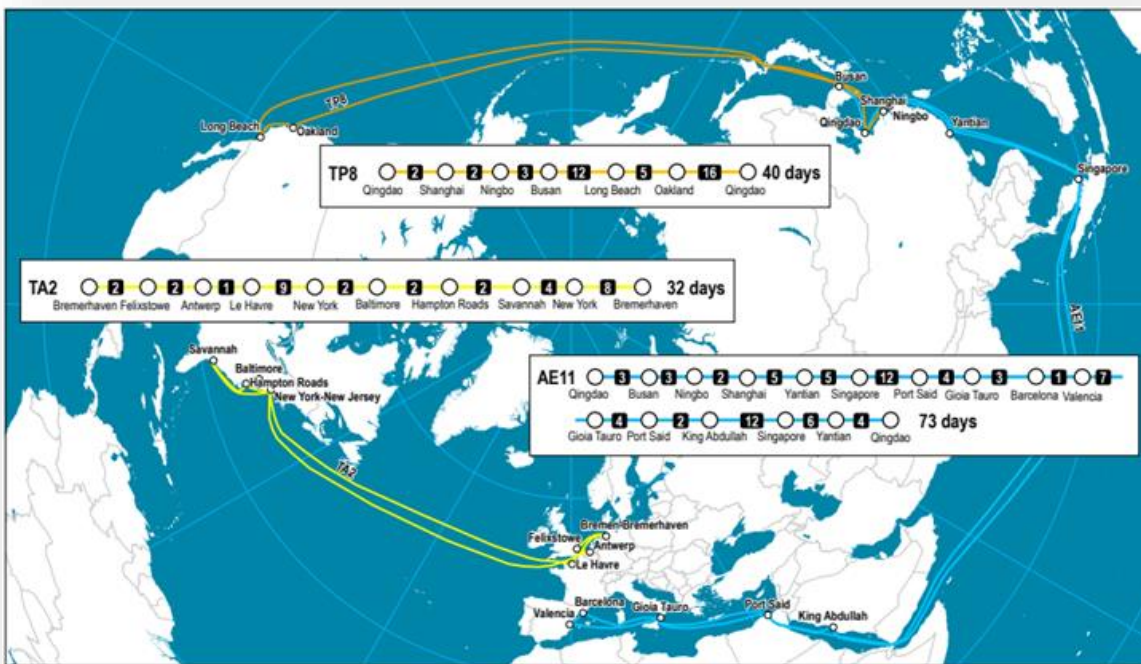 Busan
Shanghai
Ningbo
Qingdao
Yantian
Singapore
TP8
Long Beach
Oakland
TP8 2 2 3 12 5 16 40 days
Qingdao Shanghai Ningbo Busan Long Beach Oakland Qingdao
TA2 2 2 1 9 2 2 2 4 8 32 days
Bremerhaven Felixstowe Antwerp Le Havre New York Baltimore Hampton Roads Savannah New York Bremerhaven
AE11
Savannah
Baltimore
Hampton Roads
New York-New Jersey
AE11 3 3 2 5 5 12 4 3 1 7
Qingdao Busan Ningbo Shanghai Yantian Singapore Port Said Gioia Tauro Barcelona Valencia
4 2 12 6 4 73 days
Gioia Tauro Port Said King Abdullah Singapore Yantian Qingdao
TA2
Bremen-Bremerhaven
Felixstowe
Antwerp
Le Havre
Barcelona
Valencia
Gioia Tauro
Port Said
King Abdullah